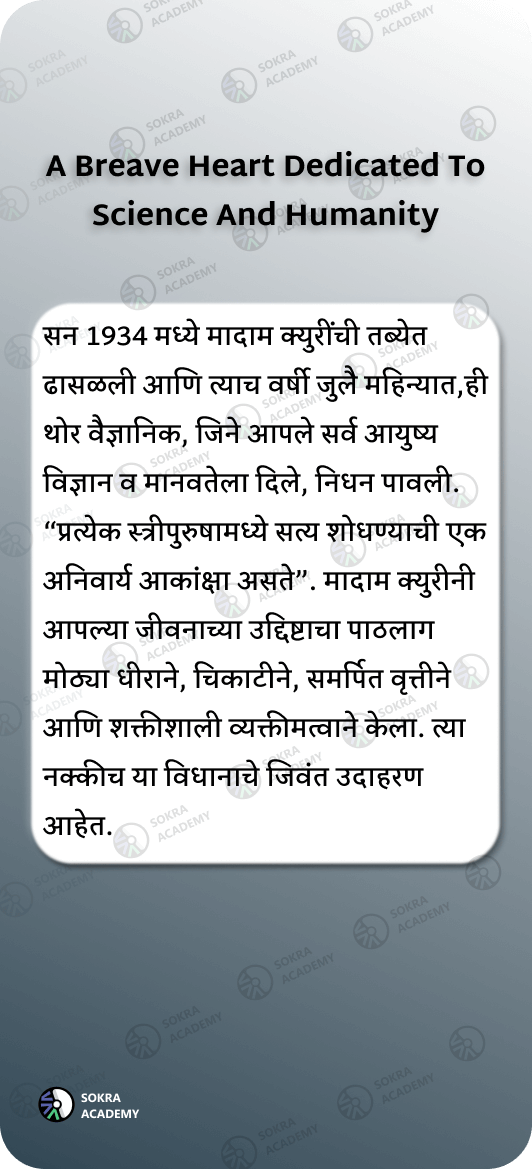 A Breave Heart Dedicated To
Science And Humanity
सन 1934 मध्ये मादाम क्युरींची तब्येत
ढासळली आणि त्याच वर्षी जुलै महिन्यात,ही
थोर वैज्ञानिक, जिने आपले सर्व आयुष्य
विज्ञान व मानवतेला दिले, निधन पावली.
“प्रत्येक स्त्रीपुरुषामध्ये सत्य शोधण्याची एक
अनिवार्य आकांक्षा असते”. मादाम क्युरीनी
आपल्या जीवनाच्या उद्दिष्टाचा पाठलाग
मोठ्या धीराने, चिकाटीने, समर्पित वृत्तीने
आणि शक्तीशाली व्यक्तीमत्वाने केला. त्या
नक्कीच या विधानाचे जिवंत उदाहरण
आहेत.
SOKRA
ACADEMY